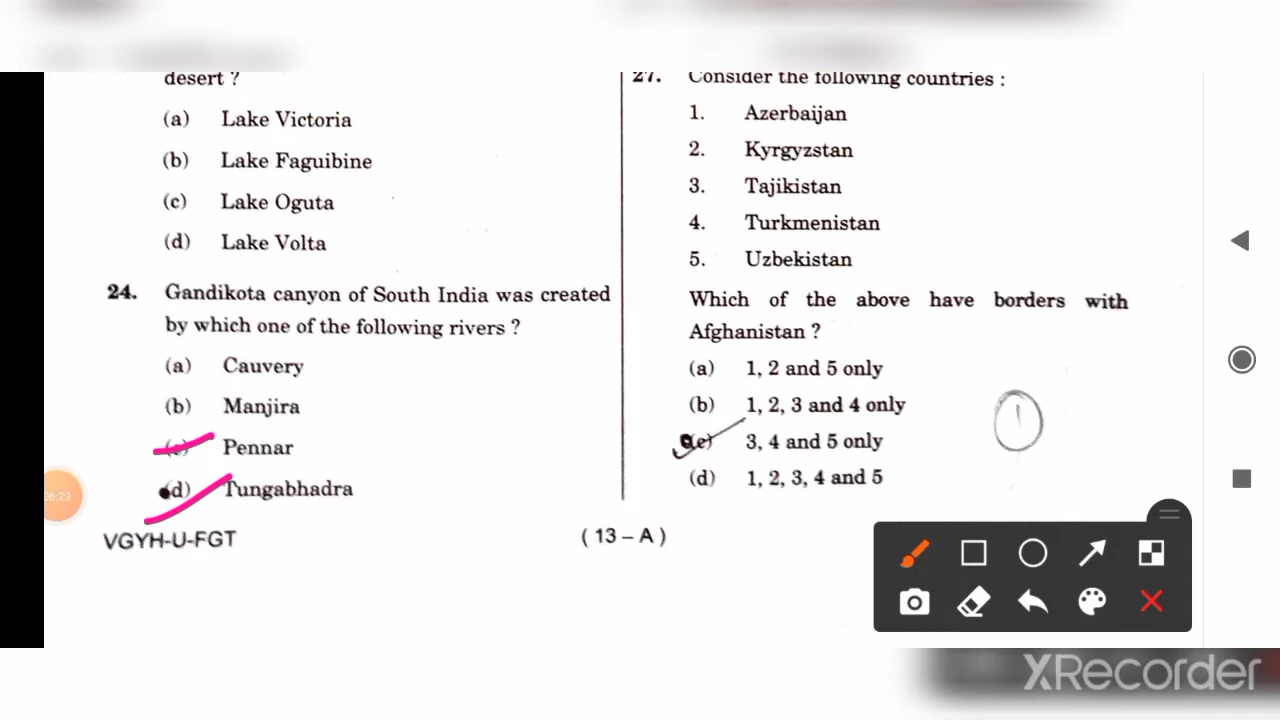 desert ?
(a) Lake Victoria
(b) Lake Faguibine
(c) Lake Oguta
(d) Lake Volta
24. Gandikota canyon of South India was created
by which one of the following rivers ?
(a) Cauvery
(b) Manjira
(c) Pennar
(d) Tungabhadra
VGYH-U-FGT
( 13 – A )
27. Consider the following countries :
1. Azerbaijan
2. Kyrgyzstan
3. Tajikistan
4. Turkmenistan
5. Uzbekistan
Which of the above have borders with
Afghanistan ?
(a) 1, 2 and 5 only
(b) 1, 2, 3 and 4 only
(c) 3, 4 and 5 only
(d) 1, 2, 3, 4 and 5
1
06:23
XRecorder